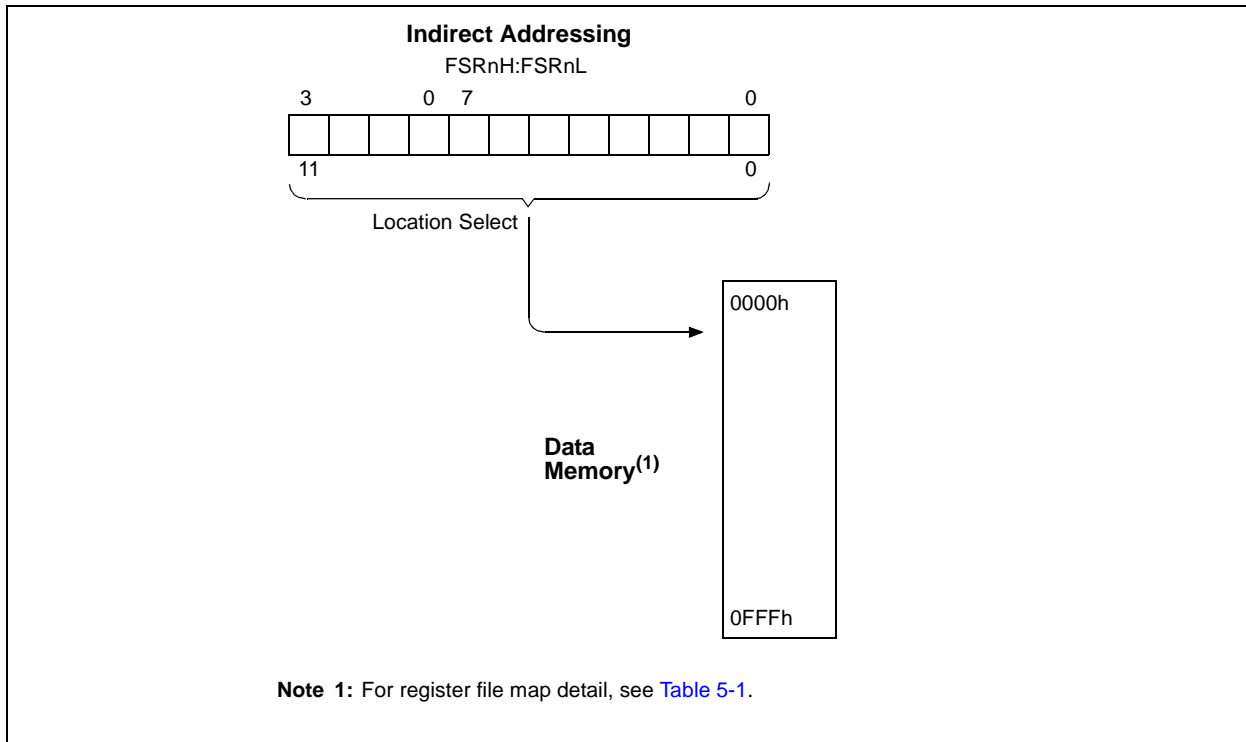 Indirect Addressing
FSRnH:FSRnL
3 0 7 0
11 0
Location Select
0000h
Data
Memory(1)
0FFFh
Note 1: For register file map detail, see Table 5-1.